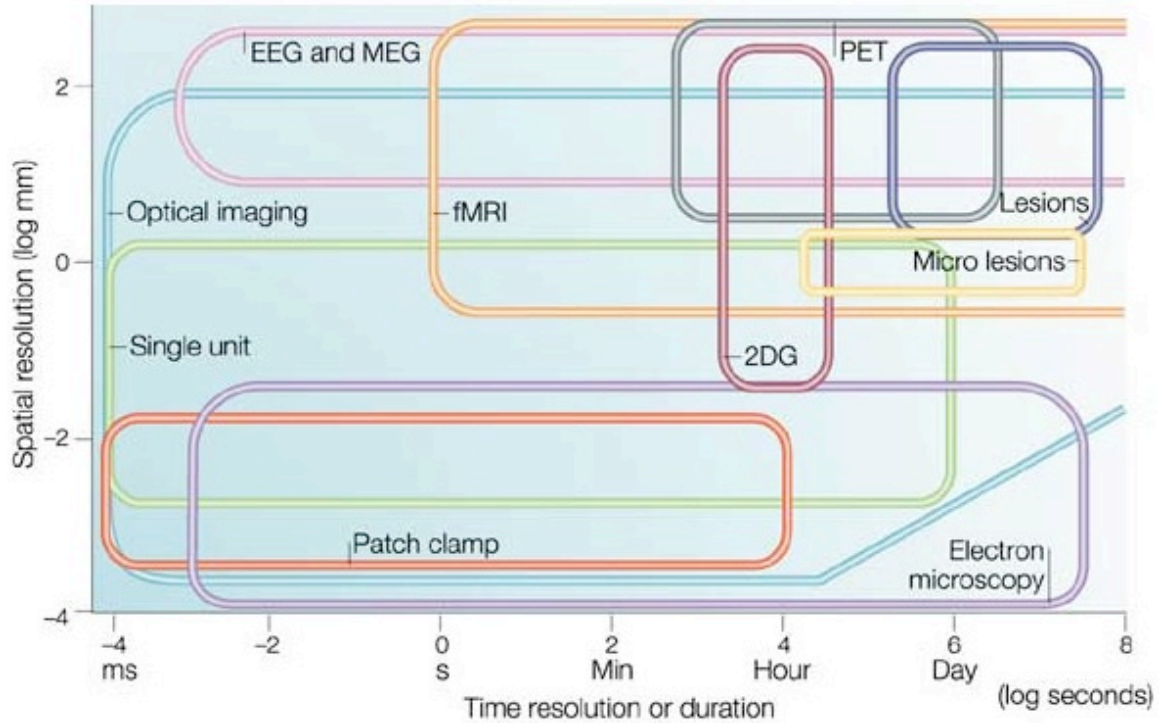 EEG and MEG
PET
2
Optical imaging
fMRI
Lesions
Spatial resolution (log mm)
0
Micro lesions
Single unit
2DG
–2
Patch clamp
Electron
microscopy
–4
–4 –2 0 2 4 6 8
ms s Min Hour Day
(log seconds)
Time resolution or duration